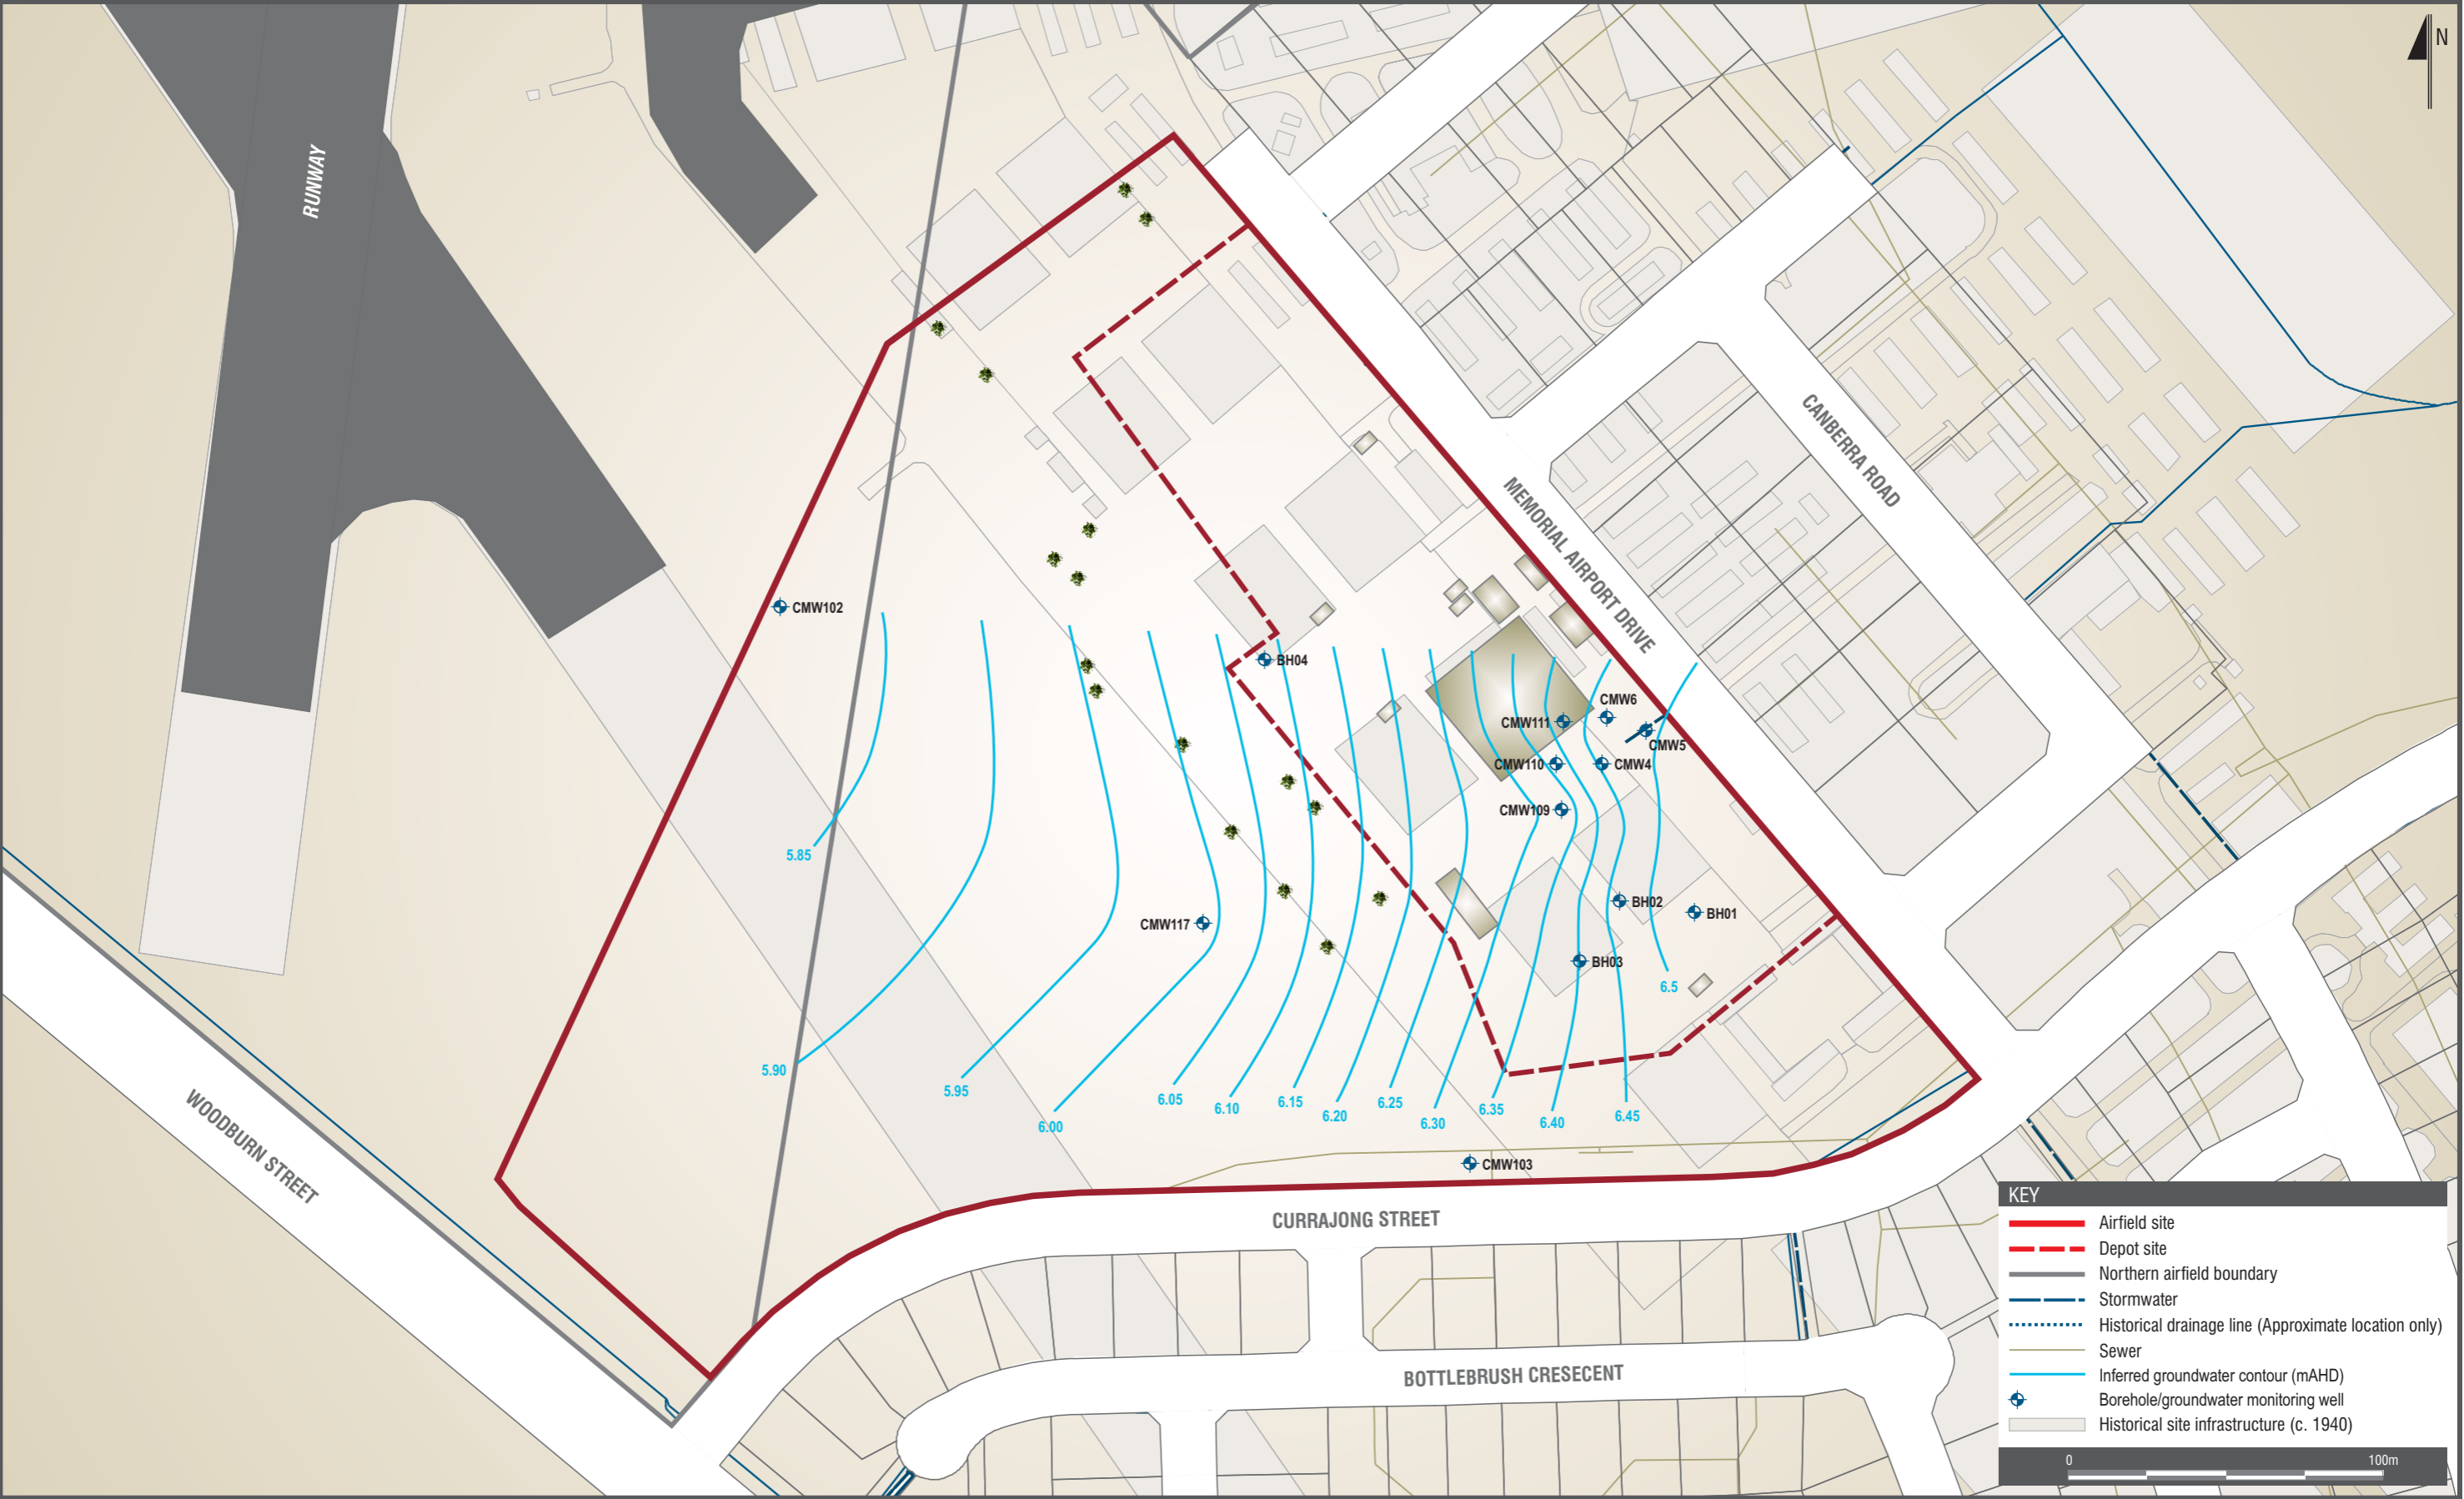 N
RUNWAY
CANBERRA ROAD
MEMORIAL AIRPORT DRIVE
CMW102
BH04
CMW6
CMW111
CMW5
CMW110
CMW4
CMW109
5.85
BH02
BH01
CMW117
BH03
6.5
5.90
5.95
6.00
6.05
6.10
6.15
6.20
6.25
6.30
6.35
6.40
6.45
WOODBURN STREET
CMW103
CURRAJONG STREET
BOTTLEBRUSH CRESECENT
KEY
Airfield site
Depot site
Northern airfield boundary
Stormwater
Historical drainage line (Approximate location only)
Sewer
Inferred groundwater contour (mAHD)
Borehole/groundwater monitoring well
Historical site infrastructure (c. 1940)
0 100m